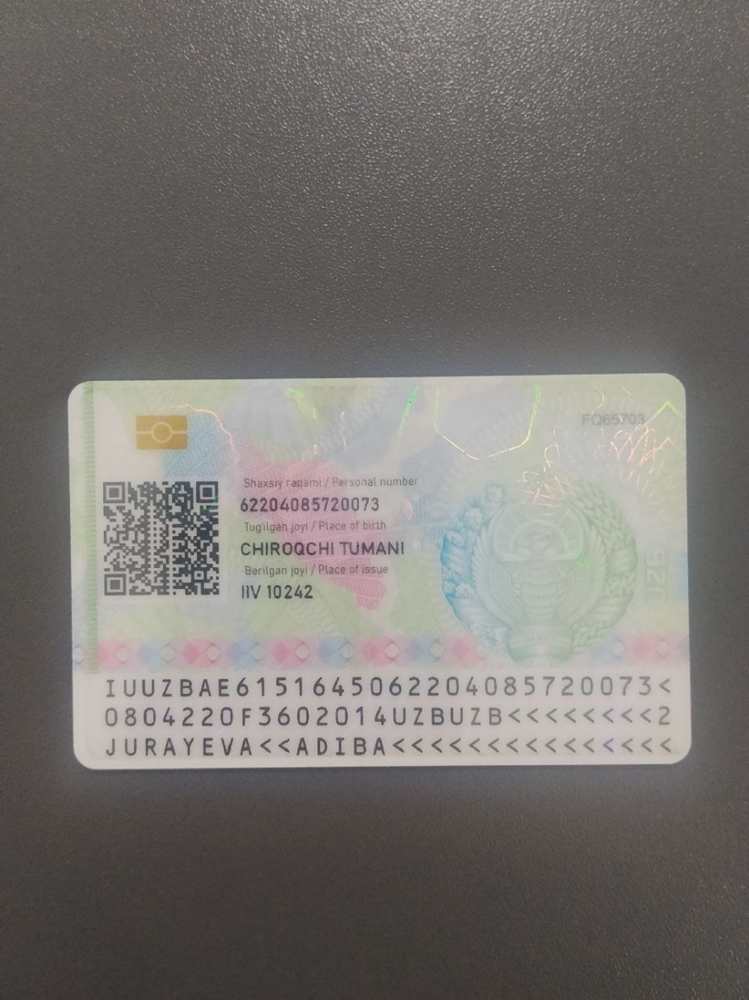 FQ65703
Shaxsiy raqami / Personal number
62204085720073
Tug'ilgan joyi / Place of birth
CHIROQCHI TUMANI
Berilgan joyi / Place of issue
IIV 10242
UZB
IUUZBAE6151645062204085720073<
0804220F3602014UZBUZB<<<<<<<<2
JURAYEVA<<ADIBA<<<<<<<<<<<<<<<